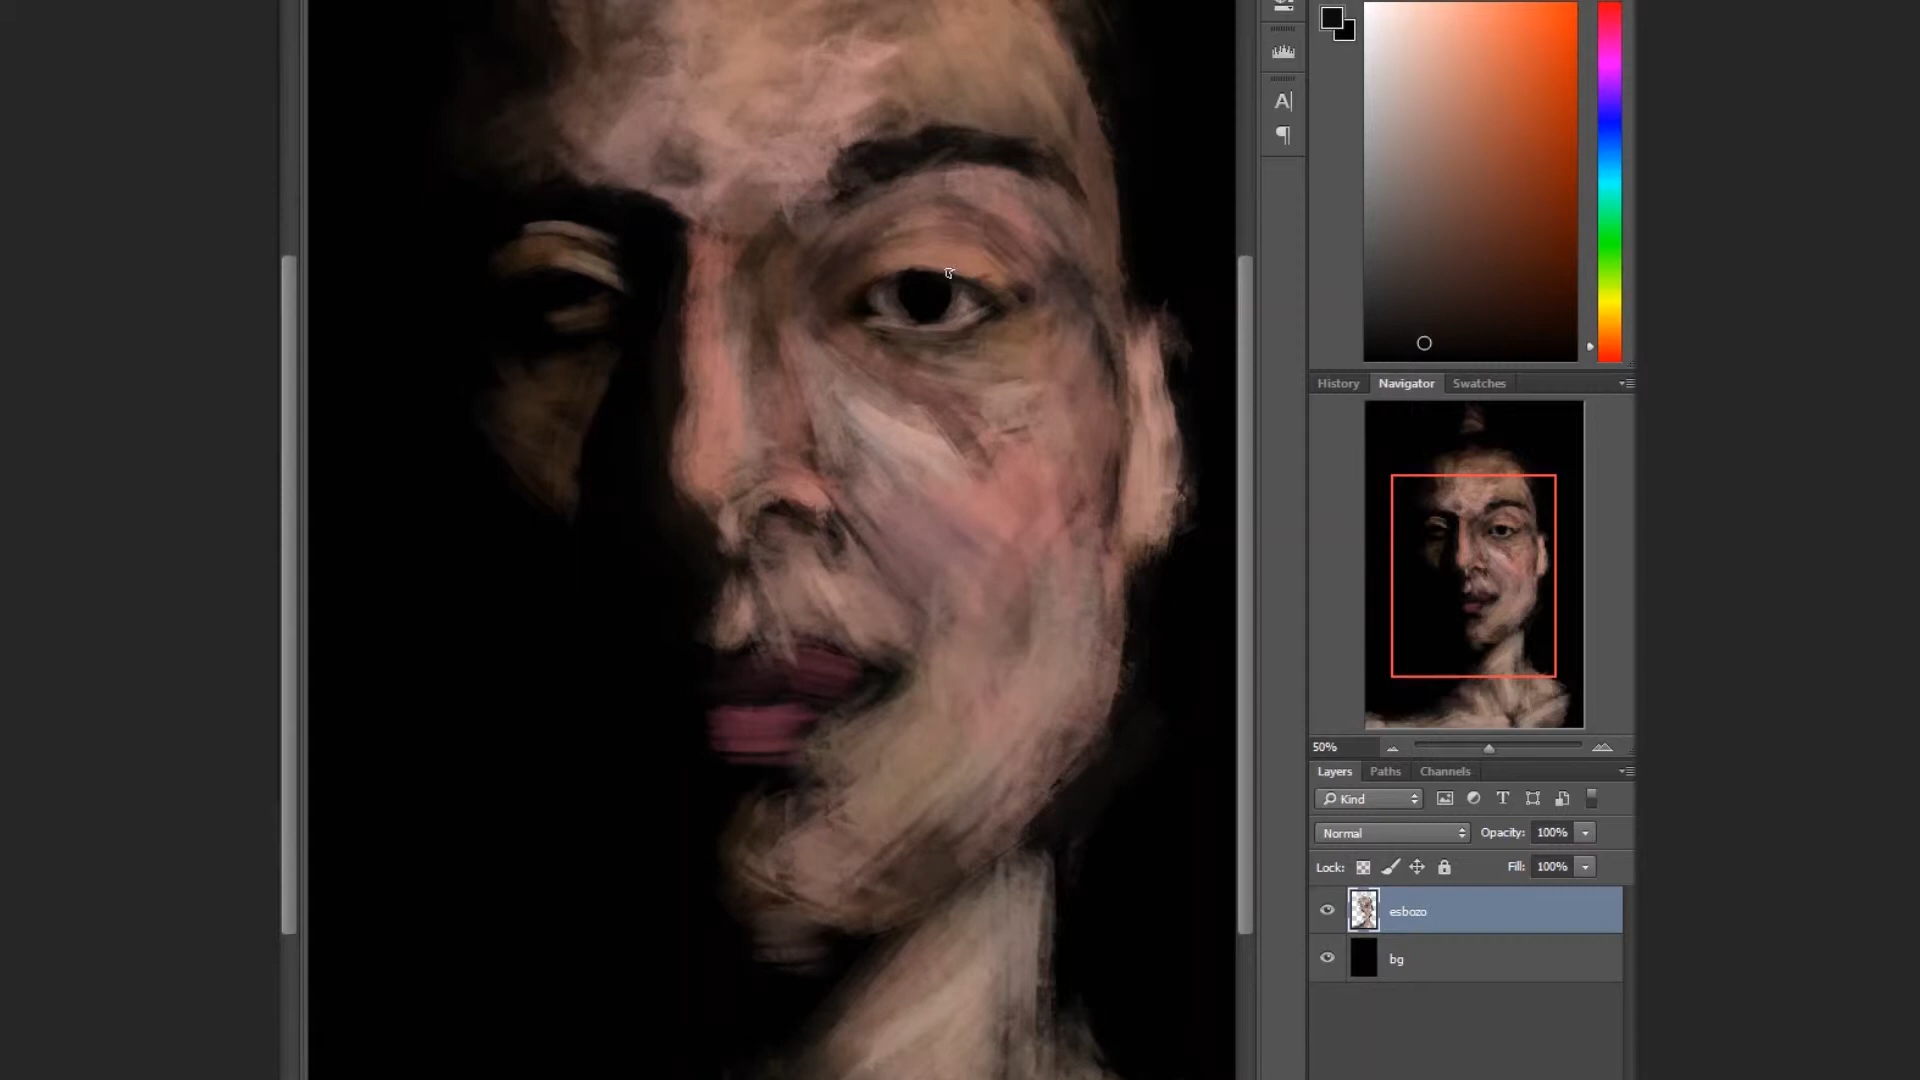 A|
History Navigator Swatches
50%
Layers Paths Channels
Kind T
Normal Opacity: 100%
Lock: Fill: 100%
esbozo
bg